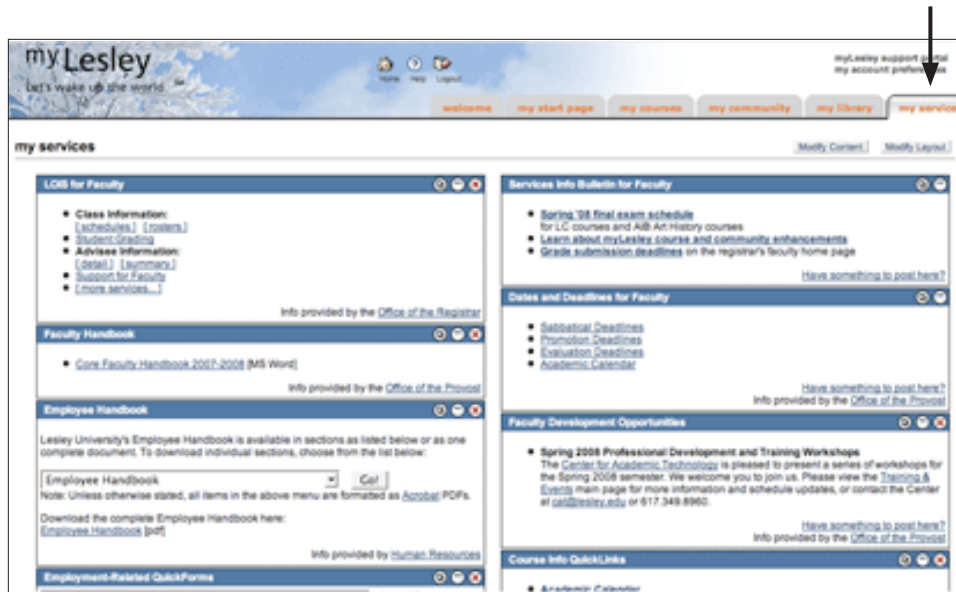 myLesley
Let's wake up the world
Home Help Logout
myLesley support portal
my account preferences
welcome my start page my courses my community my library my servic
my services
Modify Content Modify Layout
LOIS for Faculty
Class Information:
[schedules] [rosters]
Student Grading
Advisee Information:
[detail] [summary]
Support for Faculty
[more services...]
Info provided by the Office of the Registrar
Faculty Handbook
Core Faculty Handbook 2007-2008 [MS Word]
Info provided by the Office of the Provost
Employee Handbook
Lesley University's Employee Handbook is available in sections as listed below or as one
complete document. To download individual sections, choose from the list below:
Employee Handbook Go!
Note: Unless otherwise stated, all items in the above menu are formatted as Acrobat PDFs.
Download the complete Employee Handbook here:
Employee Handbook [pdf]
Info provided by Human Resources
Employment-Related QuickForms
Services Info Bulletin for Faculty
Spring '08 final exam schedule
for LC courses and AIB Art History courses
Learn about myLesley course and community enhancements
Grade submission deadlines on the registrar's faculty home page
Have something to post here?
Dates and Deadlines for Faculty
Sabbatical Deadlines
Promotion Deadlines
Evaluation Deadlines
Academic Calendar
Have something to post here?
Info provided by the Office of the Provost
Faculty Development Opportunities
Spring 2008 Professional Development and Training Workshops
The Center for Academic Technology is pleased to present a series of workshops for
the Spring 2008 semester. We welcome you to join us. Please view the Training &
Events main page for more information and schedule updates, or contact the Center
at cat@lesley.edu or 617.349.8960.
Have something to post here?
Info provided by the Office of the Provost
Course Info QuickLinks
Academic Calendar